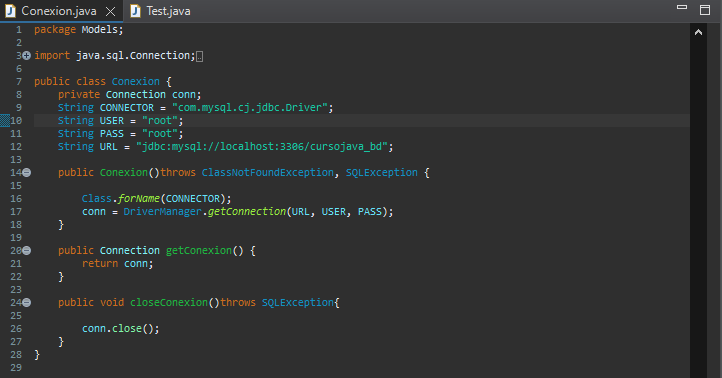 Conexion.java Test.java
1 package Models;
2
3 import java.sql.Connection;
6
7 public class Conexion {
8 private Connection conn;
9 String CONNECTOR = "com.mysql.cj.jdbc.Driver";
10 String USER = "root";
11 String PASS = "root";
12 String URL = "jdbc:mysql://localhost:3306/cursojava_bd";
13
14 public Conexion()throws ClassNotFoundException, SQLException {
15
16 Class.forName(CONNECTOR);
17 conn = DriverManager.getConnection(URL, USER, PASS);
18 }
19
20 public Connection getConexion() {
21 return conn;
22 }
23
24 public void closeConexion()throws SQLException{
25
26 conn.close();
27 }
28 }
29